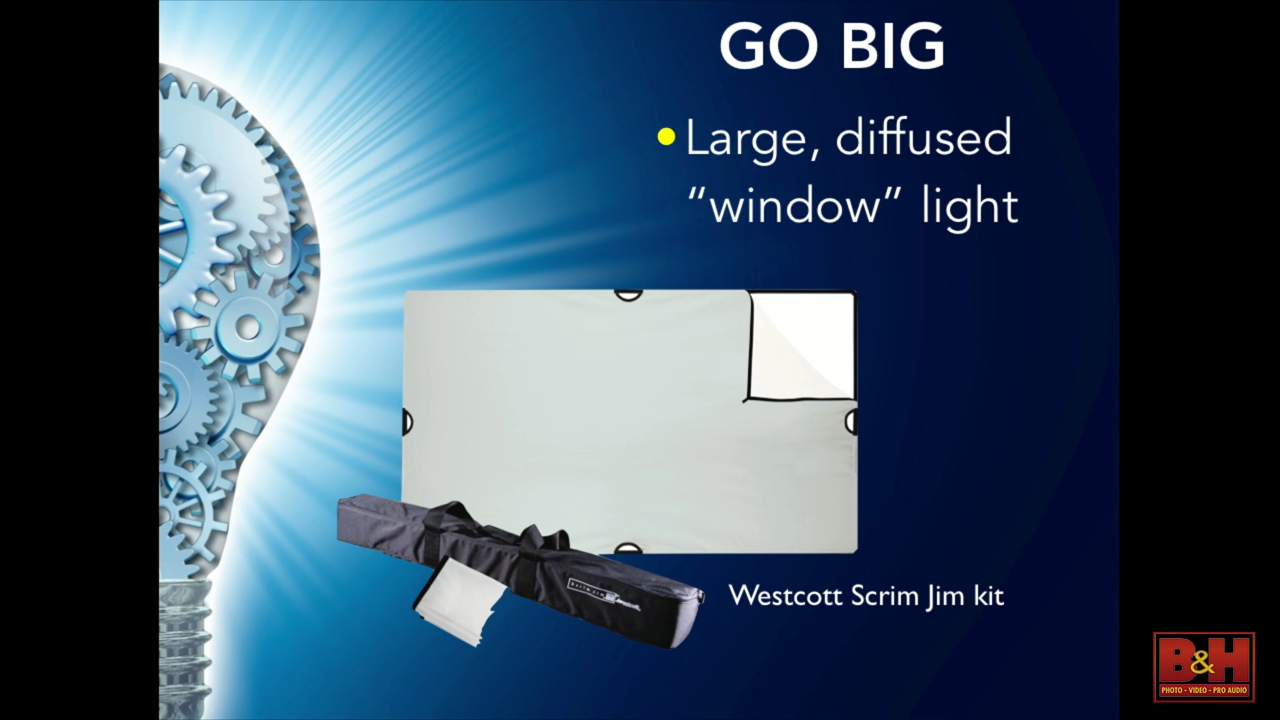 GO BIG
Large, diffused
“window” light
Westcott Scrim Jim kit
B&H
PHOTO - VIDEO - PRO AUDIO